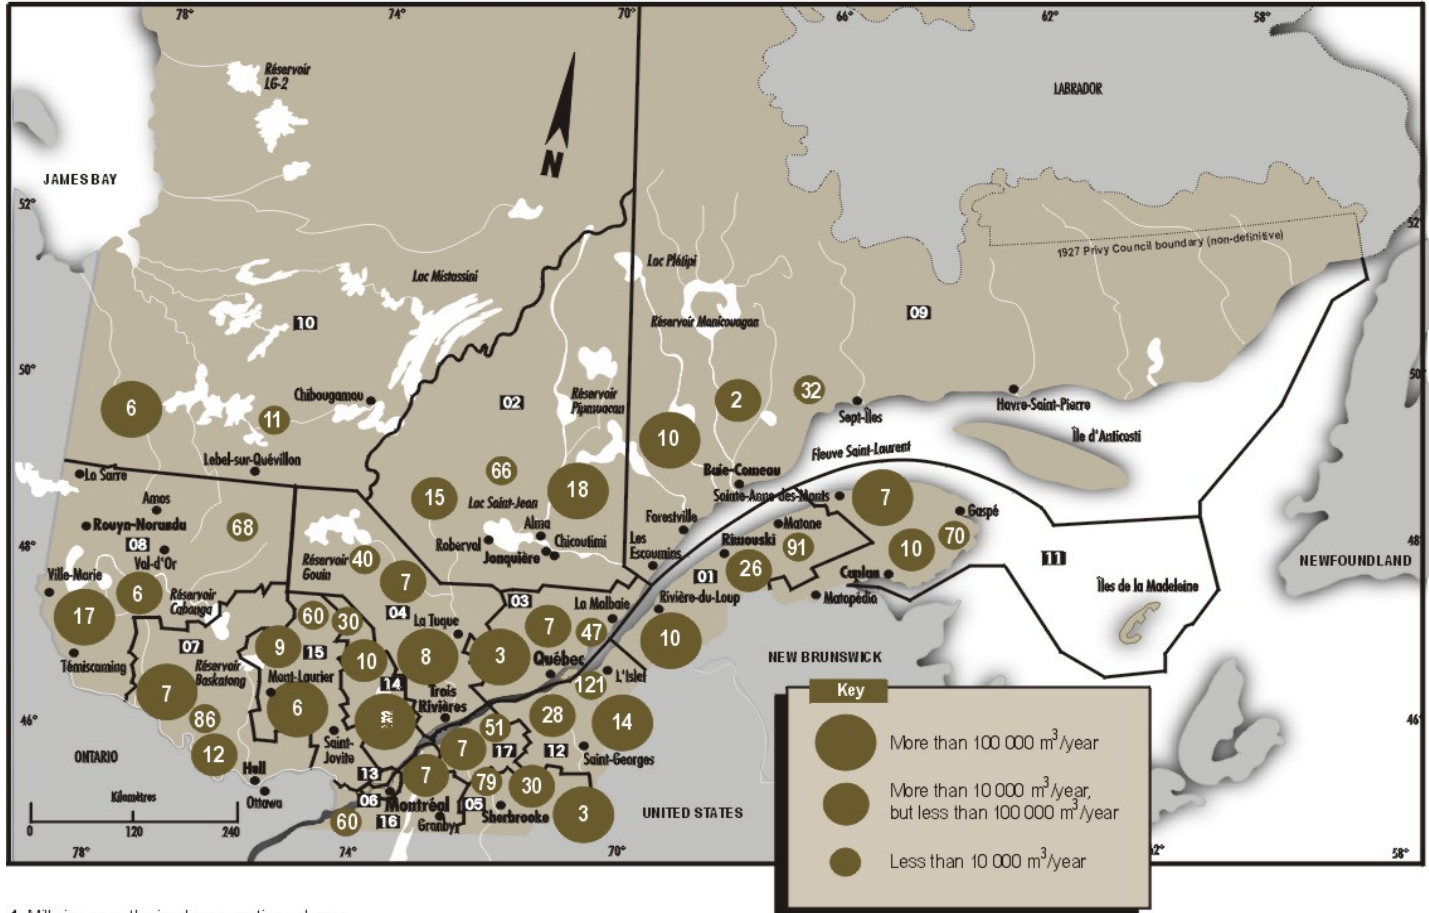 78°
74°
70°
66°
62°
58°
Réservoir
LG-2
LABRADOR
N
JAMES BAY
52°
52°
1927 Privy Council boundary (non-definitive)
Lac Mistassini
Lac Plétipi
10
Réservoir Manicouagan
09
50°
50°
Chibougamau
02
Réservoir
Pipmuacan
6
11
10
2
32
Sept-Îles
Havre-Saint-Pierre
Île d'Anticosti
Fleuve Saint-Laurent
La Sarre
Lebel-sur-Quévillon
66
15
18
Lac Saint-Jean
Baie-Comeau
Sainte-Anne-des-Monts
7
Amos
Rouyn-Noranda
68
08
Val-d'Or
Alma
Chicoutimi
Roberval
Jonquière
Forestville
Les
Escoumins
Matane
Rimouski
91
26
10
70
Gaspé
48°
48°
11
NEWFOUNDLAND
Ville-Marie
6
17
Réservoir
Cabonga
Réservoir
Gouin
40
7
01
Caplan
Matapédia
Îles de la Madeleine
Témiscaming
07
60
30
04
03
La Malbaie
Rivière-du-Loup
La Tuque
7
47
10
9
15
10
8
3
Québec
NEW BRUNSWICK
Réservoir
Baskatong
Mont-Laurier
14
L'Islet
121
7
86
6
Trois
Rivières
51
28
14
46°
46°
ONTARIO
12
Saint-
Jovite
7
17
12
Saint-Georges
Hull
Ottawa
13
06
7
79
30
Montréal
05
Sherbrooke
3
60
16
Granby
UNITED STATES
Kilomètres
0
120
240
78°
74°
70°
62°
58°
Key
More than 100 000 m³/year
More than 10 000 m³/year,
but less than 100 000 m³/year
Less than 10 000 m³/year